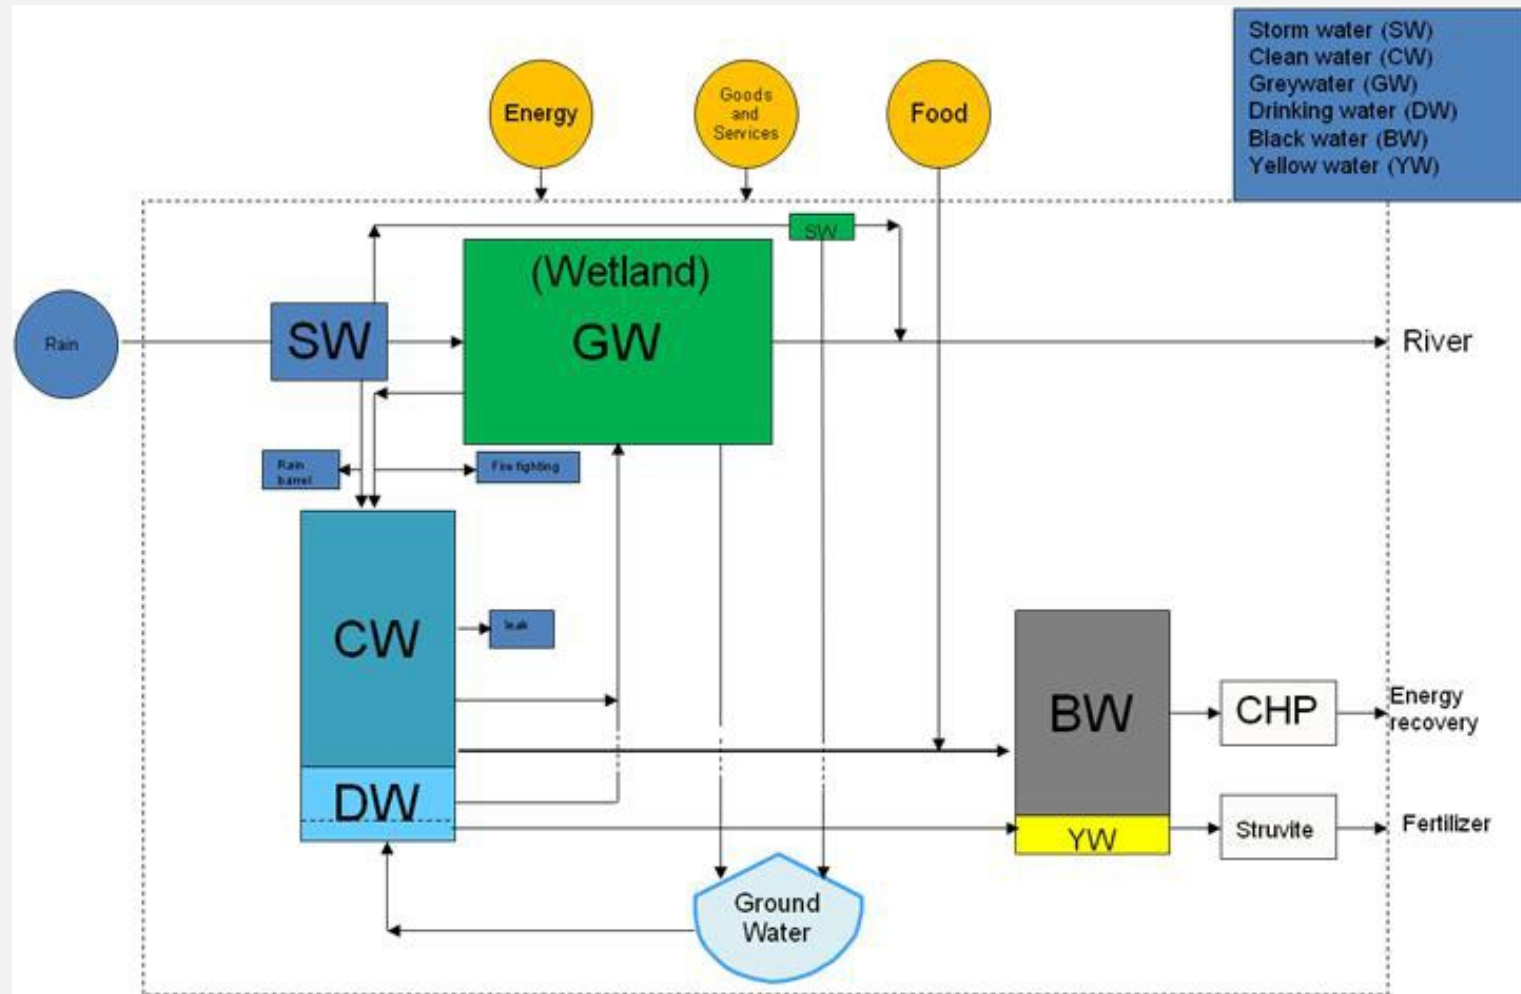 Storm water (SW)
Clean water (CW)
Greywater (GW)
Drinking water (DW)
Black water (BW)
Yellow water (YW)
Energy
Goods
and
Services
Food
SW
(Wetland)
GW
Rain
SW
River
Rain
barrel
Fire fighting
CW
leak
BW
CHP
Energy
recovery
DW
YW
Struvite
Fertilizer
Ground
Water